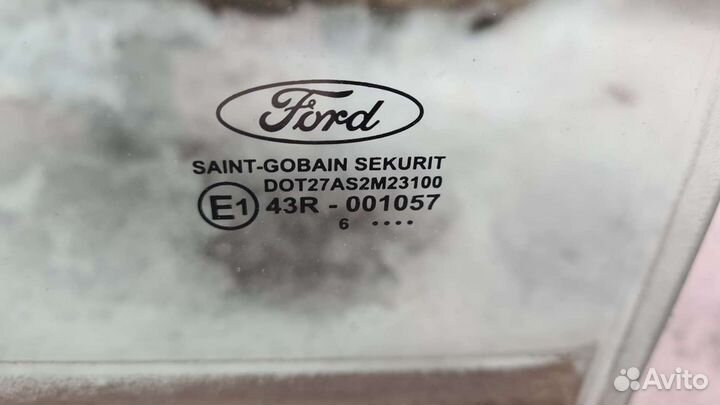 Ford
SAINT-GOBAIN SEKURIT
DOT27AS2M23100
E1 43R - 001057
6 ••••
Avito